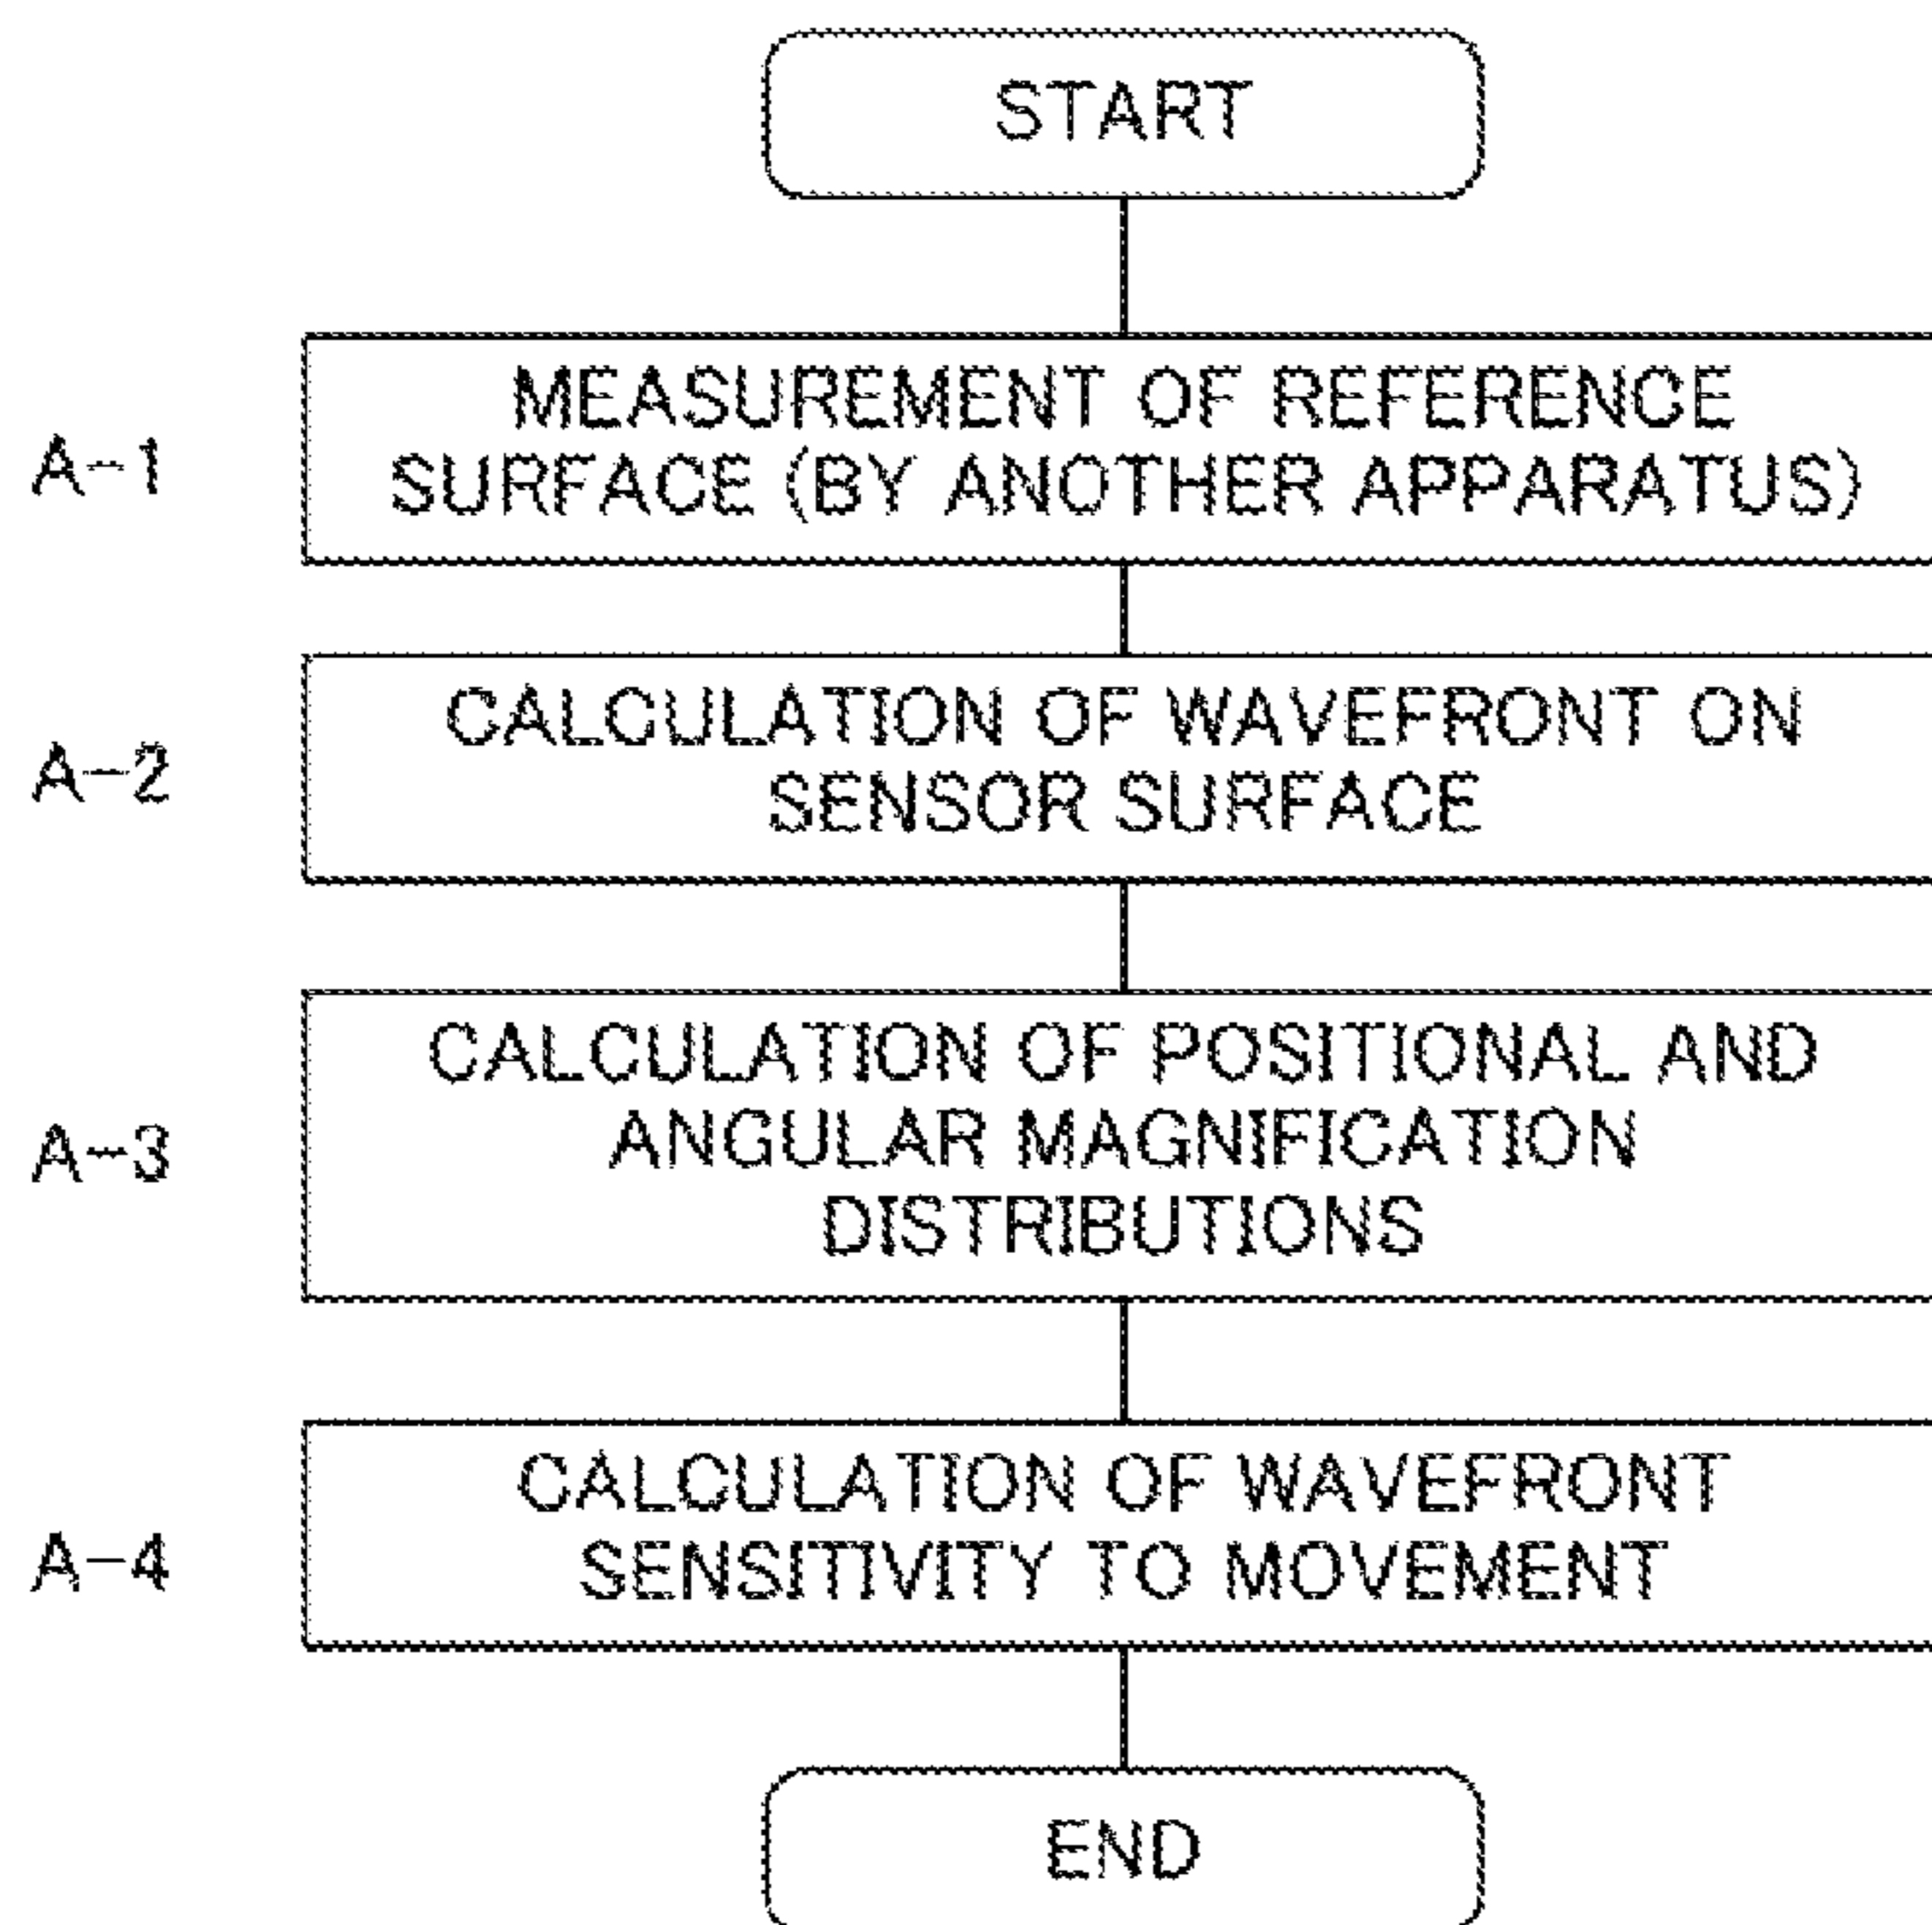 START
A-1
MEASUREMENT OF REFERENCE
SURFACE (BY ANOTHER APPARATUS)
A-2
CALCULATION OF WAVEFRONT ON
SENSOR SURFACE
A-3
CALCULATION OF POSITIONAL AND
ANGULAR MAGNIFICATION
DISTRIBUTIONS
A-4
CALCULATION OF WAVEFRONT
SENSITIVITY TO MOVEMENT
END